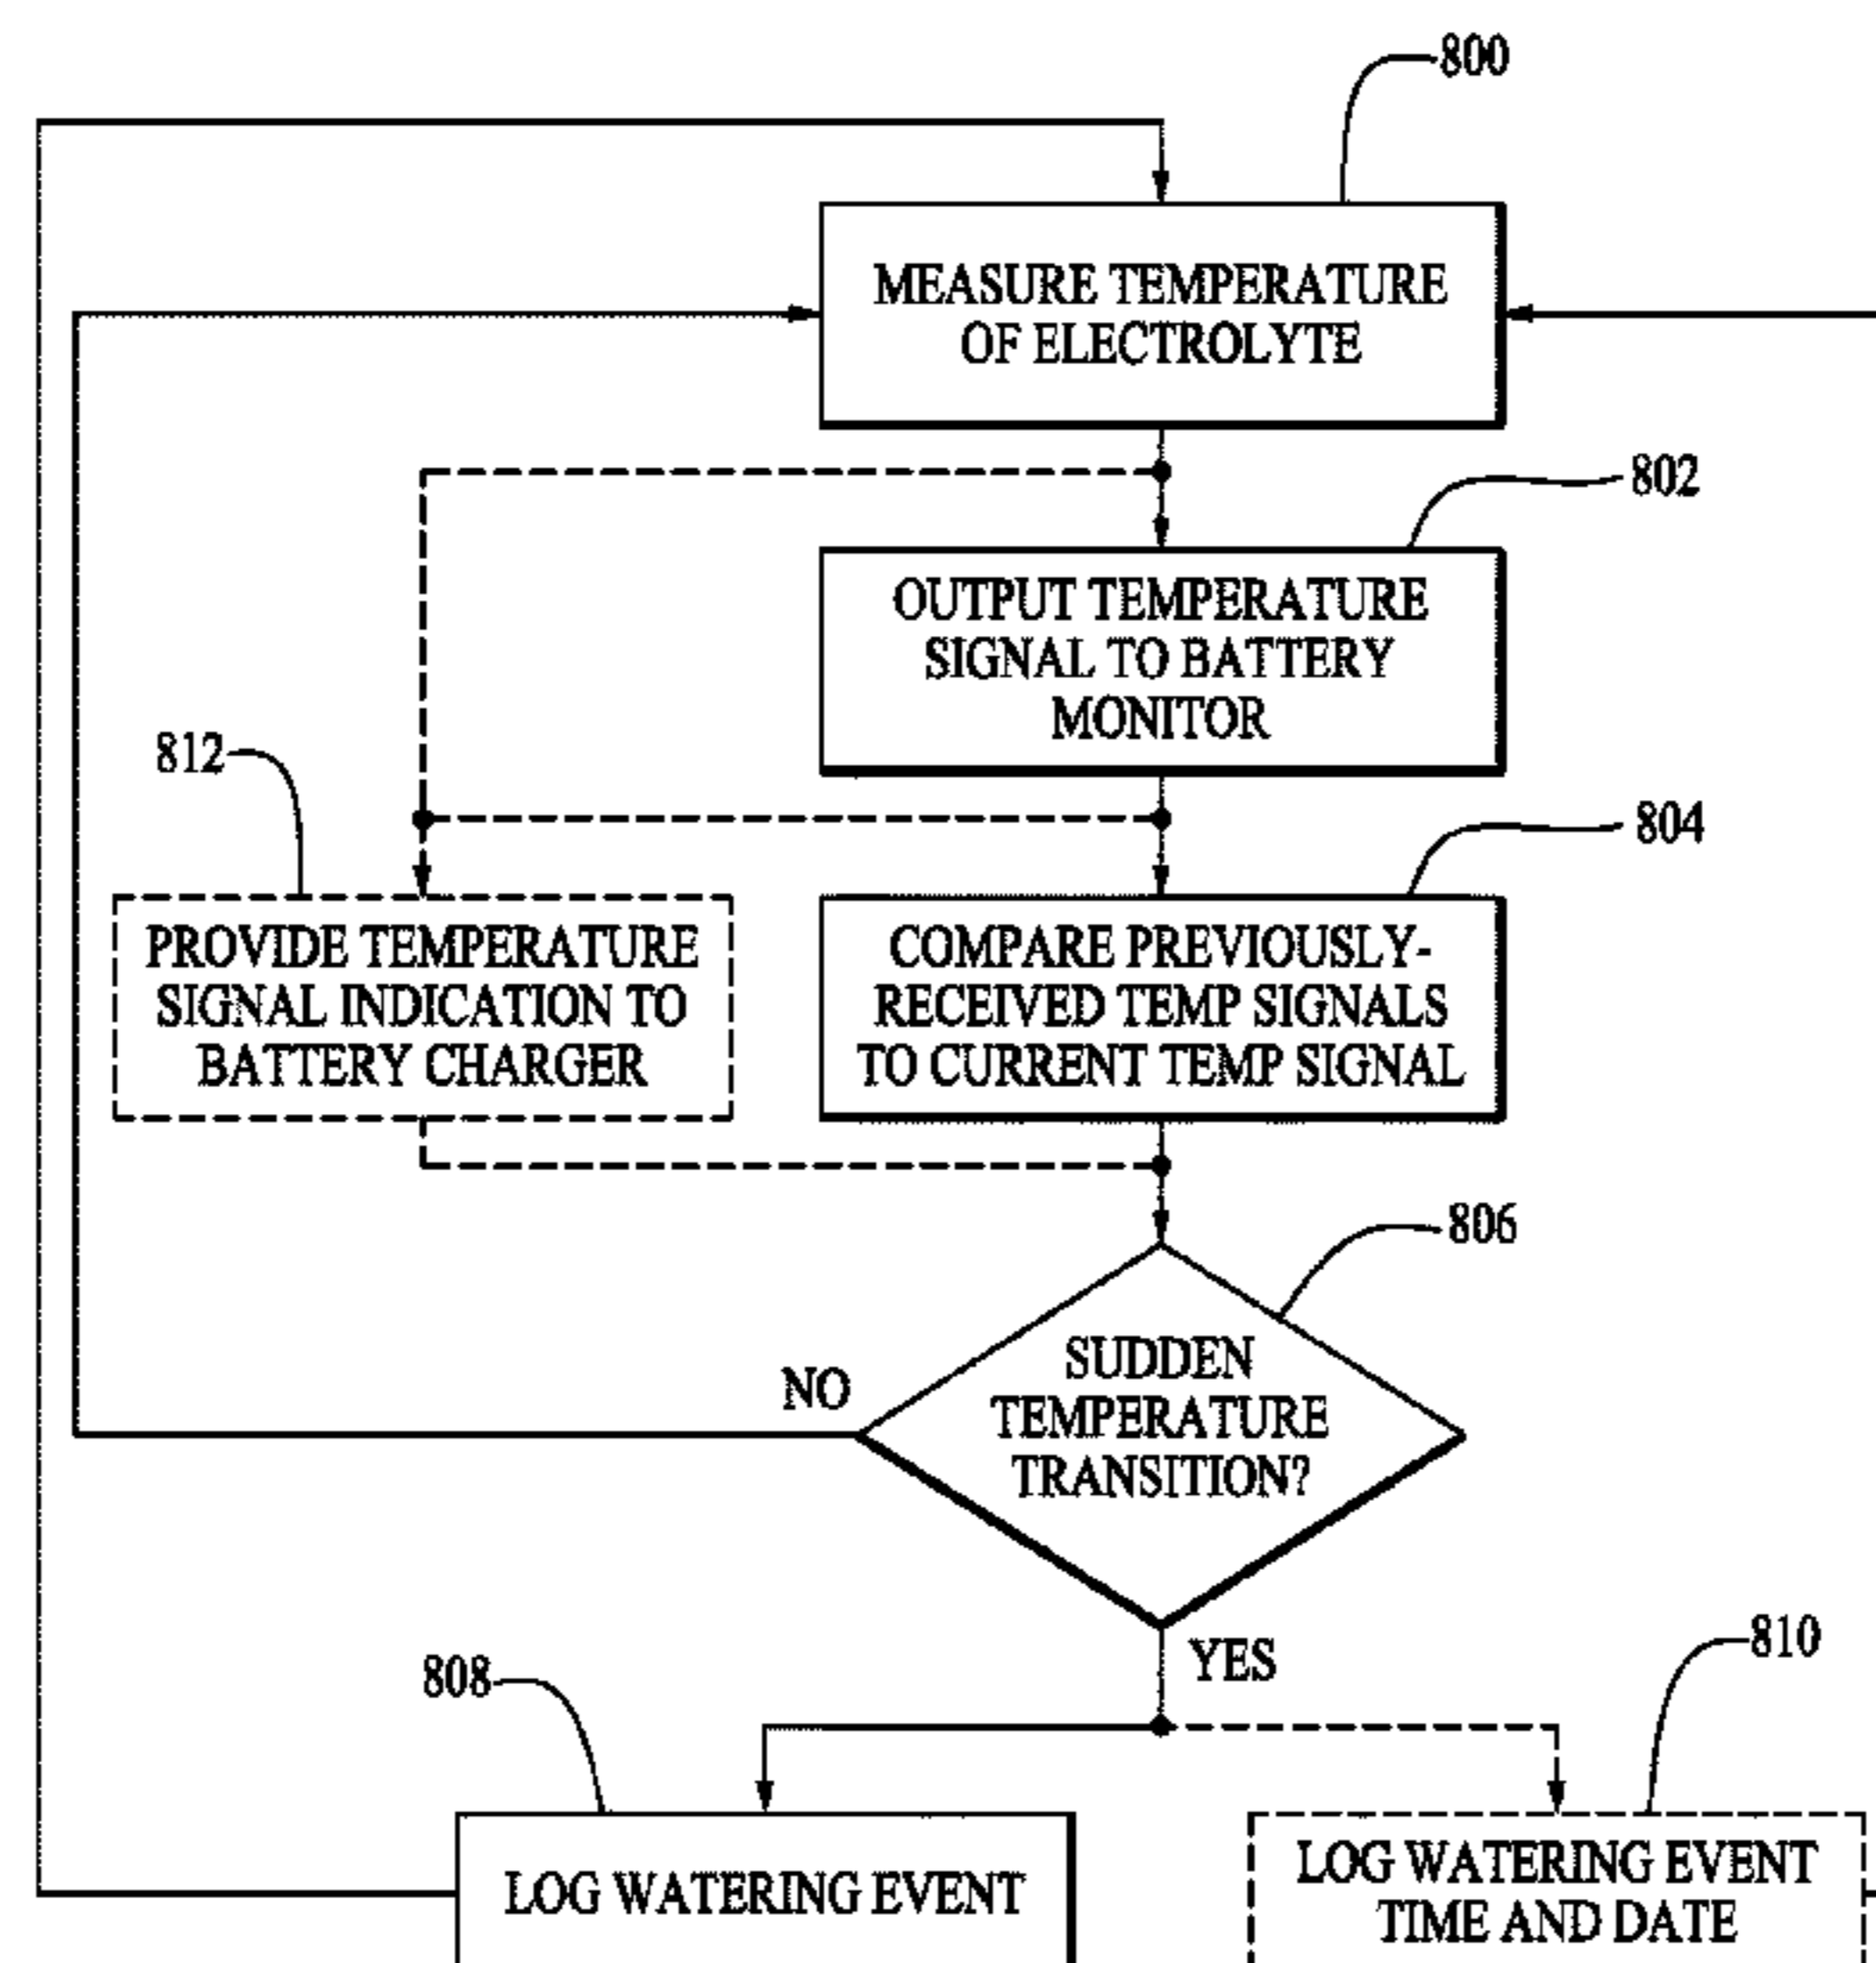 800
MEASURE TEMPERATURE
OF ELECTROLYTE
802
OUTPUT TEMPERATURE
SIGNAL TO BATTERY
MONITOR
812
804
PROVIDE TEMPERATURE
SIGNAL INDICATION TO
BATTERY CHARGER
COMPARE PREVIOUSLY-
RECEIVED TEMP SIGNALS
TO CURRENT TEMP SIGNAL
806
SUDDEN
TEMPERATURE
TRANSITION?
NO
YES
808
810
LOG WATERING EVENT
LOG WATERING EVENT
TIME AND DATE